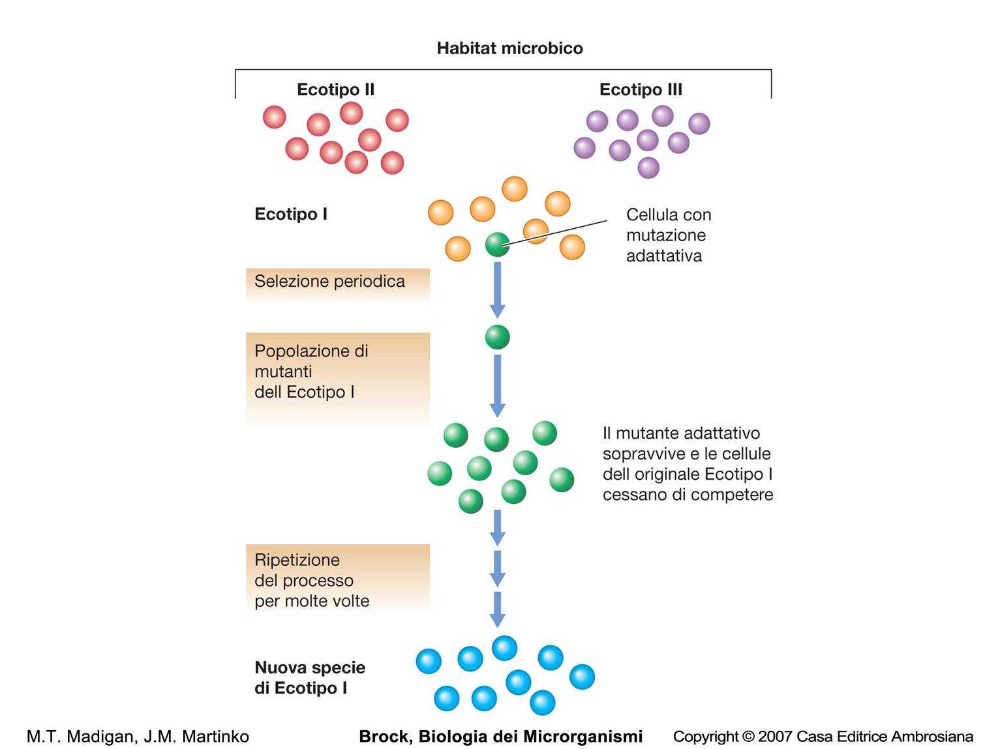 Habitat microbico
Ecotipo II
Ecotipo III
Ecotipo I
Cellula con
mutazione
adattativa
Selezione periodica
Popolazione di
mutanti
dell Ecotipo I
Il mutante adattativo
sopravvive e le cellule
dell originale Ecotipo I
cessano di competere
Ripetizione
del processo
per molte volte
Nuova specie
di Ecotipo I
M.T. Madigan, J.M. Martinko
Brock, Biologia dei Microrganismi
Copyright © 2007 Casa Editrice Ambrosiana